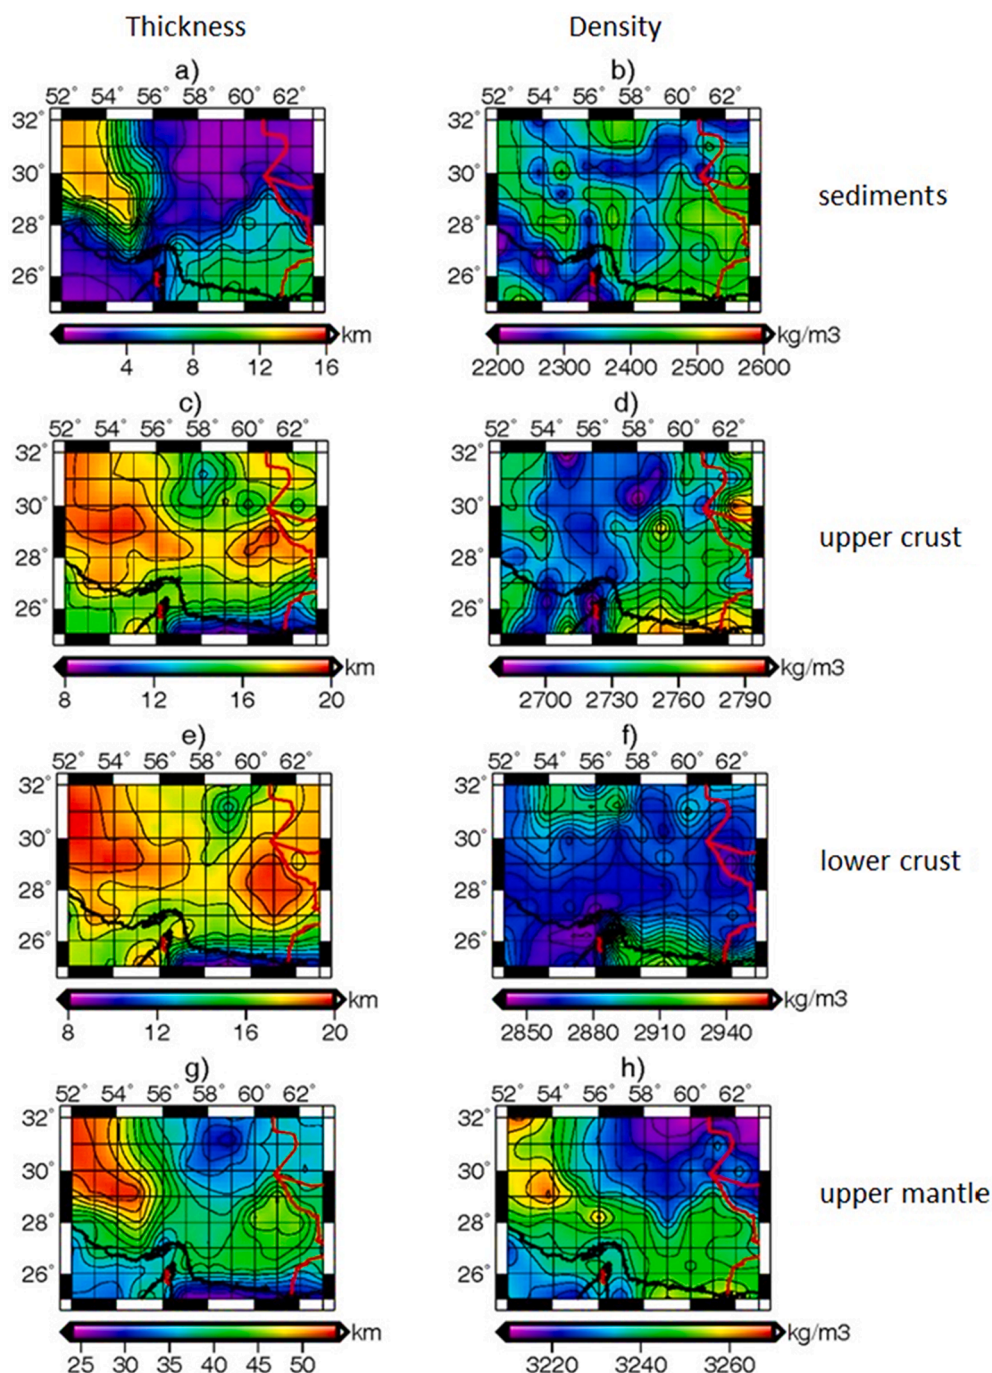 Thickness Density
a) b)
52° 54° 56° 58° 60° 62° 52° 54° 56° 58° 60° 62°
32° 32°
30° 30°
sediments
28° 28°
26° 26°
km kg/m3
4 8 12 16 2200 2300 2400 2500 2600
c) d)
52° 54° 56° 58° 60° 62° 52° 54° 56° 58° 60° 62°
32° 32°
30° 30°
upper crust
28° 28°
26° 26°
km kg/m3
8 12 16 20 2700 2730 2760 2790
e) f)
52° 54° 56° 58° 60° 62° 52° 54° 56° 58° 60° 62°
32° 32°
30° 30°
lower crust
28° 28°
26° 26°
km kg/m3
8 12 16 20 2850 2880 2910 2940
g) h)
52° 54° 56° 58° 60° 62° 52° 54° 56° 58° 60° 62°
32° 32°
30° 30°
upper mantle
28° 28°
26° 26°
km kg/m3
25 30 35 40 45 50 3220 3240 3260